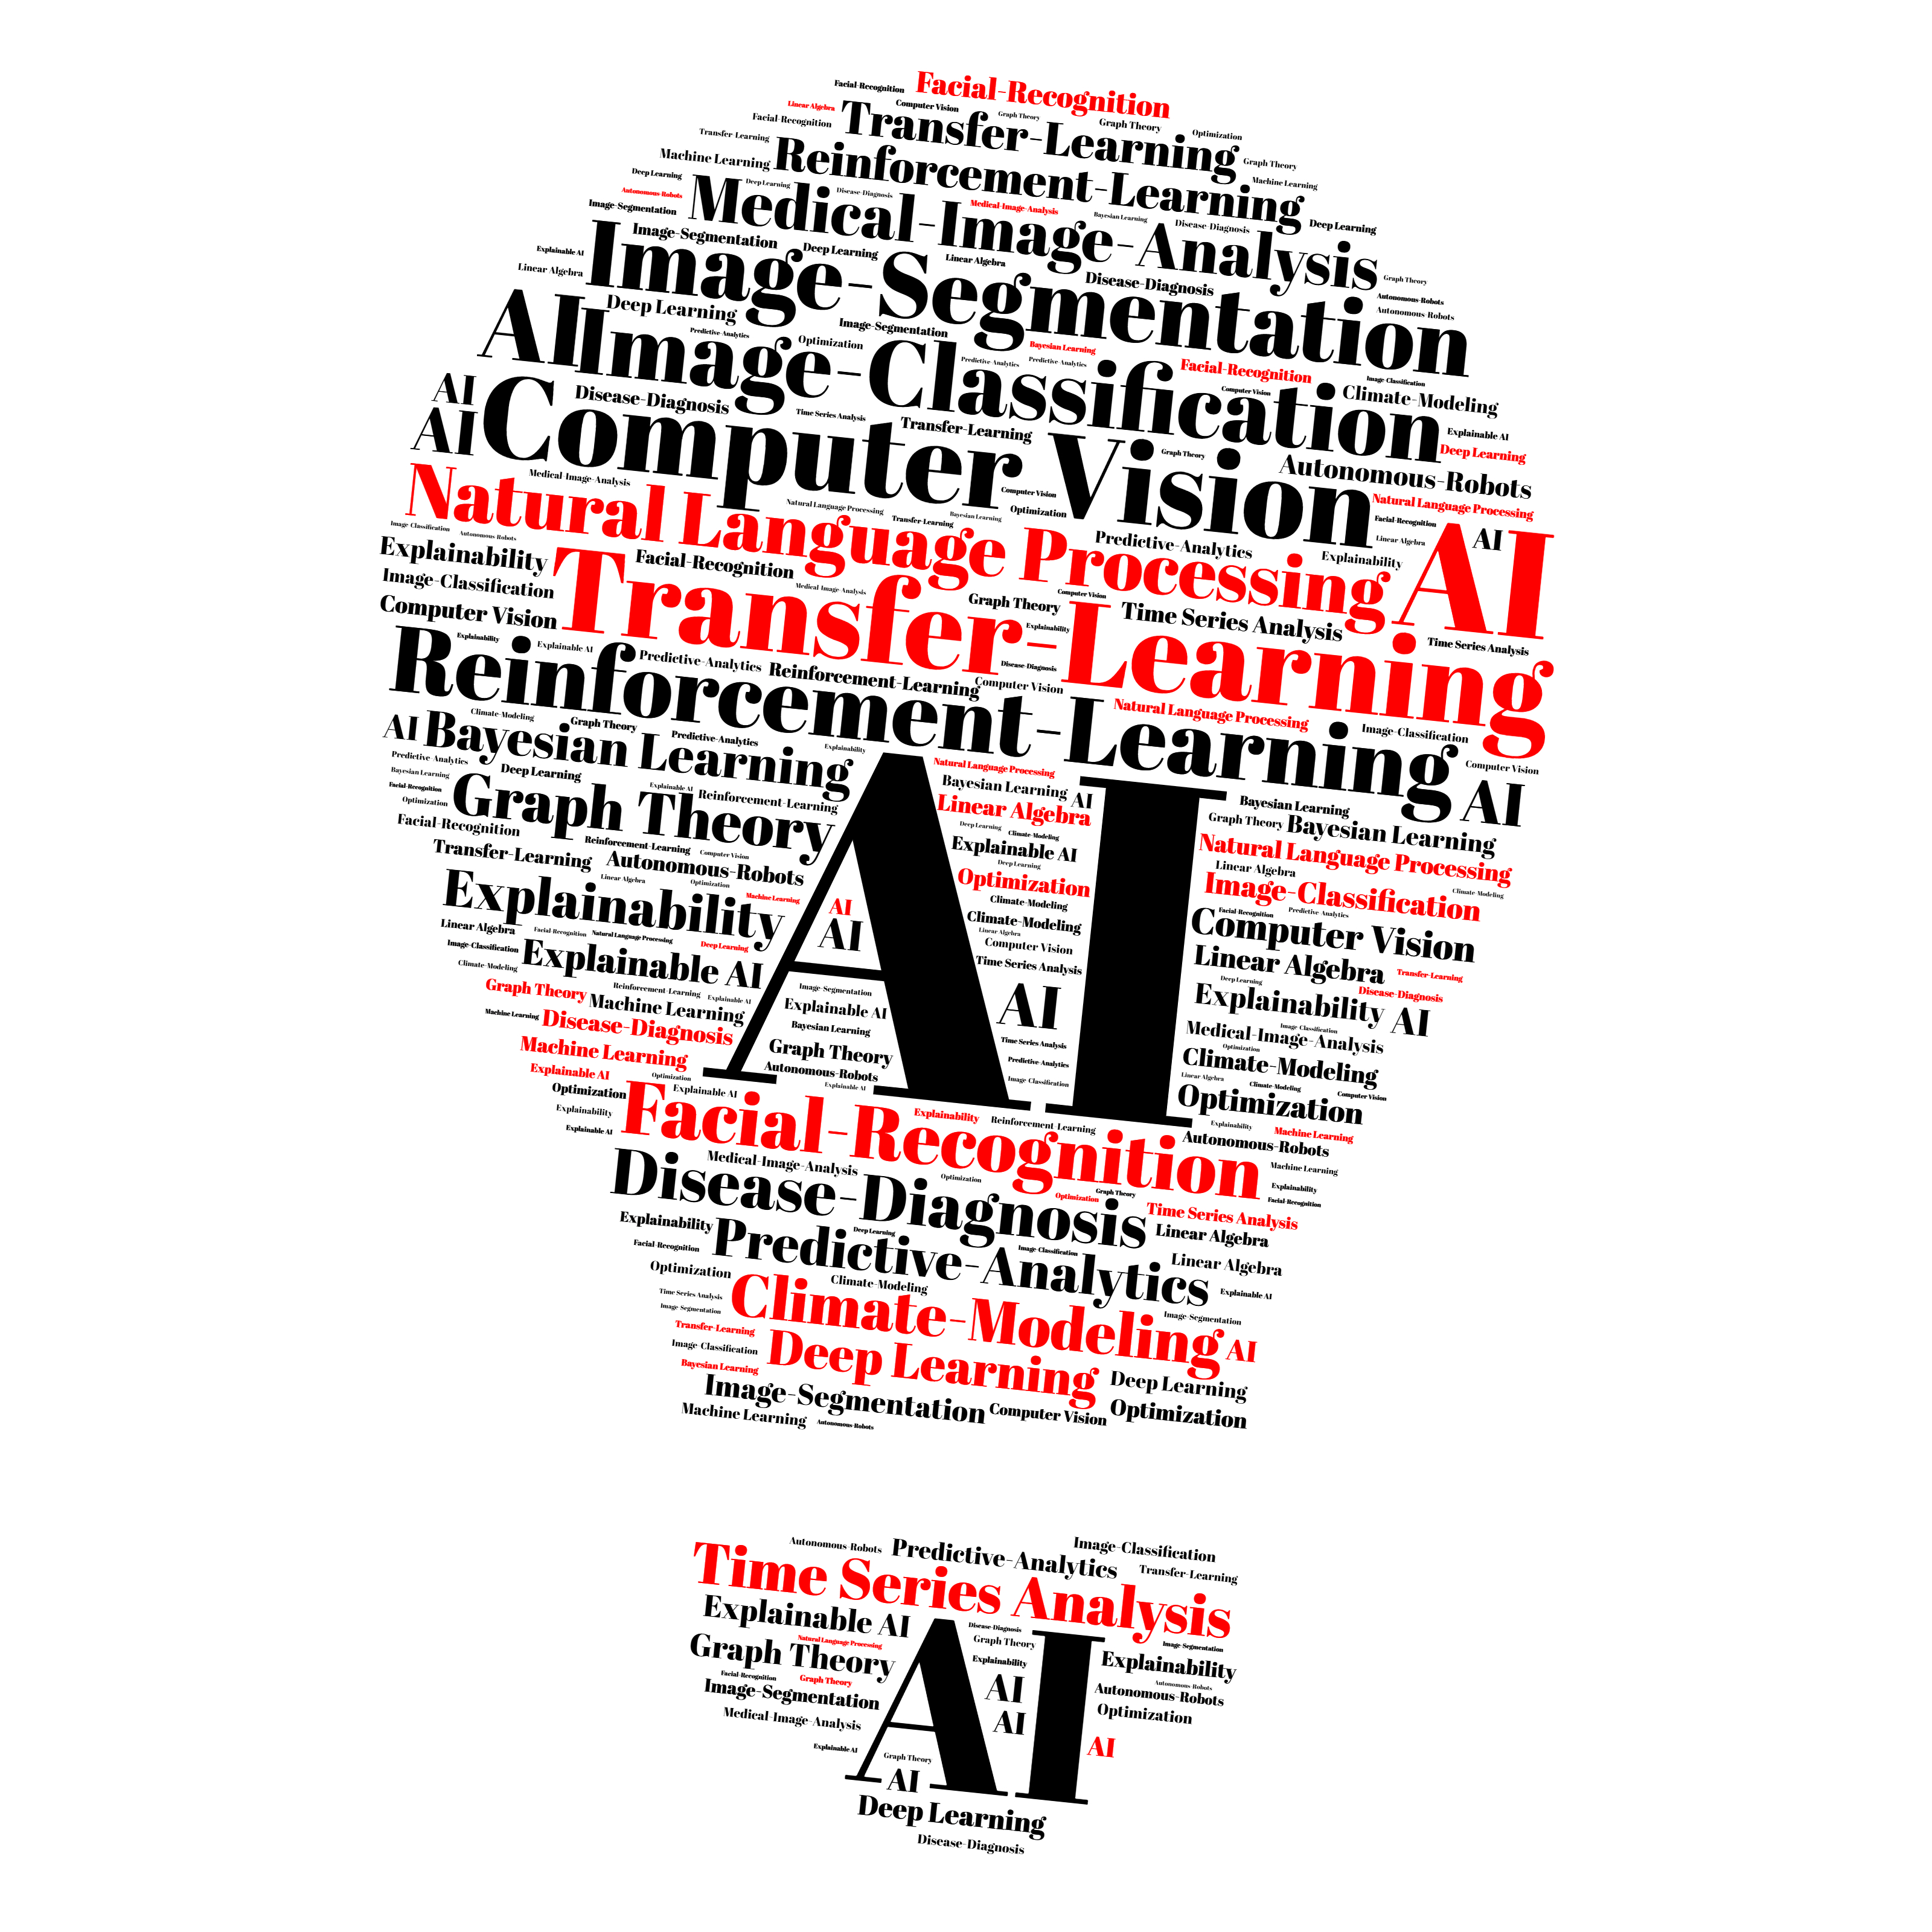 Facial-Recognition
Facial-Recognition
Linear Algebra
Computer Vision
Transfer-Learning
Graph Theory
Graph Theory
Optimization
Facial-Recognition
Transfer-Learning
Reinforcement-Learning
Graph Theory
Machine Learning
Machine Learning
Deep Learning
Deep Learning
Disease-Diagnosis
Medical-Image-Analysis
Bayesian Learning
Disease-Diagnosis
Deep Learning
Autonomous-Robots
Image-Segmentation
Medical-Image-Analysis
Image-Segmentation
Deep Learning
Linear Algebra
Disease-Diagnosis
Graph Theory
Explainable AI
Linear Algebra
Image-Segmentation
Autonomous-Robots
Autonomous-Robots
Deep Learning
Predictive-Analytics
Image-Segmentation
Optimization
Bayesian Learning
Predictive-Analytics
Predictive-Analytics
Facial-Recognition
Image-Classification
AI
Image-Classification
Computer Vision
Climate-Modeling
Explainable AI
Deep Learning
AI
Disease-Diagnosis
Time Series Analysis
Transfer-Learning
Graph Theory
Autonomous-Robots
AI
Computer Vision
Medical-Image-Analysis
Computer Vision
Natural Language Processing
Natural Language Processing
Transfer-Learning
Bayesian Learning
Optimization
Facial-Recognition
Linear Algebra
AI
AI
Natural Language Processing
Image Classification
Autonomous Robots
Predictive-Analytics
Explainability
Explainability
Facial-Recognition
Medical-Image-Analysis
Computer Vision
Image-Classification
Transfer-Learning
Graph Theory
Explainability
Time Series Analysis
Time Series Analysis
Computer Vision
Explainability
Explainable AI
Predictive-Analytics
Reinforcement-Learning
Disease-Diagnosis
Computer Vision
Reinforcement-Learning
Natural Language Processing
Image-Classification
Computer Vision
AI
Climate-Modeling
Graph Theory
Predictive-Analytics
Explainability
Bayesian Learning
Predictive-Analytics
Bayesian Learning
Deep Learning
Explainable AI
Reinforcement-Learning
Natural Language Processing
Bayesian Learning
AI
AI
Facial-Recognition
Optimization
Graph Theory
Linear Algebra
Bayesian Learning
Graph Theory
Bayesian Learning
Facial-Recognition
Reinforcement-Learning
Computer Vision
Deep Learning
Climate-Modeling
Explainable AI
Deep Learning
Natural Language Processing
Linear Algebra
Transfer-Learning
Autonomous-Robots
Linear Algebra
Optimization
Machine Learning
Optimization
Climate-Modeling
Image-Classification
Climate-Modeling
Explainability
AI
AI
AI
Climate-Modeling
Linear Algebra
Computer Vision
Time Series Analysis
Facial-Recognition
Predictive-Analytics
Computer Vision
Linear Algebra
Facial-Recognition
Natural Language Processing
Deep Learning
Image-Classification
Explainable AI
Climate-Modeling
Linear Algebra
Transfer-Learning
Deep Learning
Disease-Diagnosis
Graph Theory
Reinforcement-Learning
Explainable AI
Machine Learning
Image-Segmentation
Explainable AI
AI
Explainability
AI
Machine Learning
Disease-Diagnosis
Bayesian Learning
Time Series Analysis
Image-Classification
Medical-Image-Analysis
Machine Learning
Graph Theory
Predictive-Analytics
Optimization
Climate-Modeling
Explainable AI
Optimization
Autonomous-Robots
Image Classification
Linear Algebra
Climate-Modeling
Computer Vision
Optimization
Explainable AI
Explainable AI
Optimization
Explainability
Explainability
Reinforcement-Learning
Explainability
Machine Learning
Explainable AI
Facial-Recognition
Autonomous-Robots
Machine Learning
Medical-Image-Analysis
Optimization
Graph Theory
Optimization
Explainability
Facial-Recognition
Disease-Diagnosis
Time Series Analysis
Linear Algebra
Explainability
Deep Learning
Image Classification
Facial-Recognition
Predictive-Analytics
Linear Algebra
Optimization
Climate-Modeling
Explainable AI
Time Series Analysis
Image-Segmentation
Climate-Modeling
Image-Segmentation
AI
Transfer-Learning
Image Classification
Deep Learning
Bayesian Learning
Deep Learning
Image-Segmentation
Computer Vision
Optimization
Machine Learning
Autonomous-Robots
Autonomous-Robots
Predictive-Analytics
Image-Classification
Transfer-Learning
Time Series Analysis
Explainable AI
Disease-Diagnosis
Graph Theory
Image-Segmentation
Natural Language Processing
Graph Theory
Explainability
Explainability
Facial-Recognition
Graph Theory
AI
Autonomous-Robots
Image-Segmentation
Autonomous-Robots
Medical-Image-Analysis
AI
Optimization
AI
Explainable AI
Graph Theory
AI
AI
Deep Learning
Disease-Diagnosis